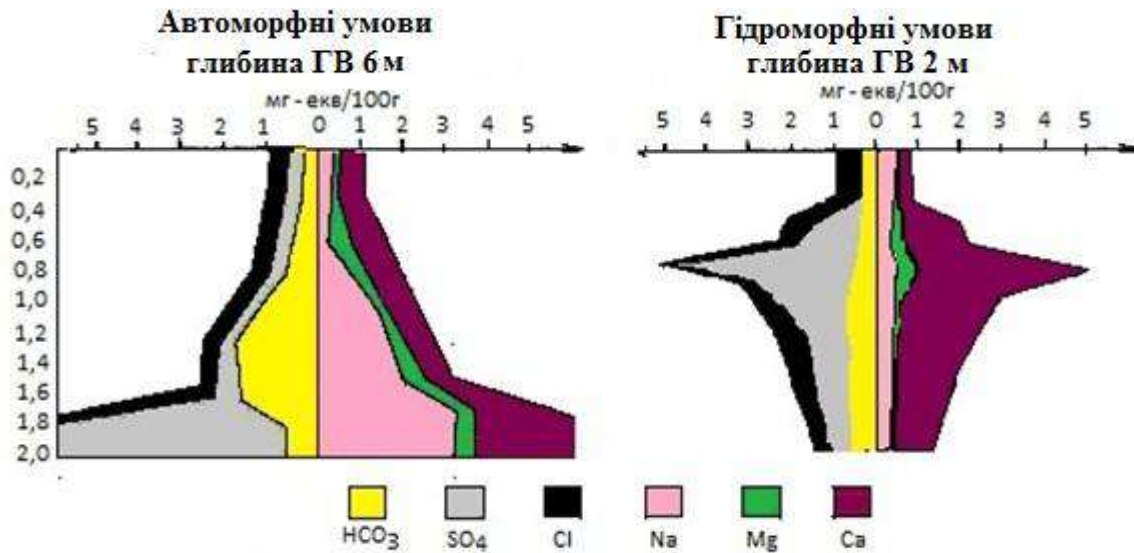 Автоморфні умови
глибина ГВ 6 м
мг - екв/100г
5 4 3 2 1 0 1 2 3 4 5
0,2
0,4
0,6
0,8
1,0
1,2
1,4
1,6
1,8
2,0
Гідроморфні умови
глибина ГВ 2 м
мг - екв/100г
5 4 3 2 1 0 1 2 3 4 5
HCO3 SO4 Cl Na Mg Ca